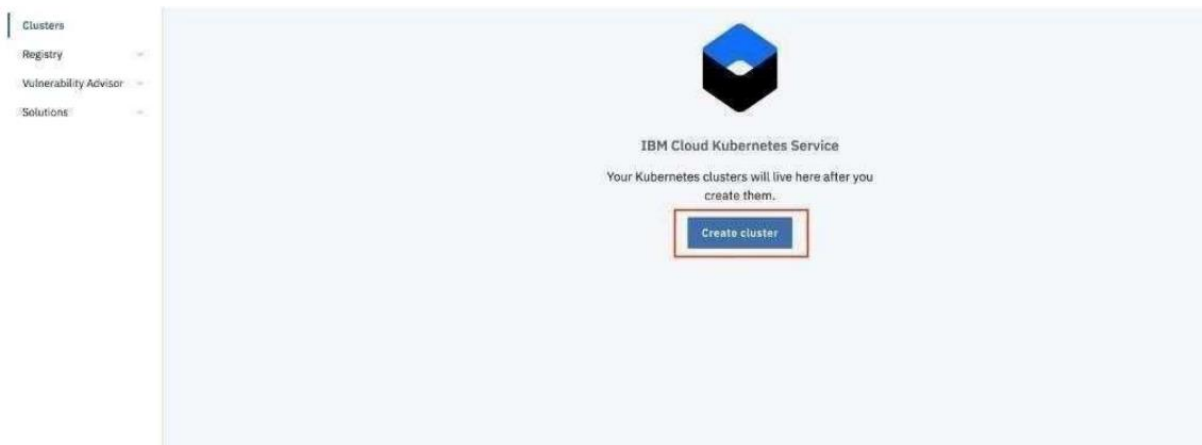 Clusters
Registry
Vulnerability Advisor
Solutions
IBM Cloud Kubernetes Service
Your Kubernetes clusters will live here after you
create them.
Create cluster